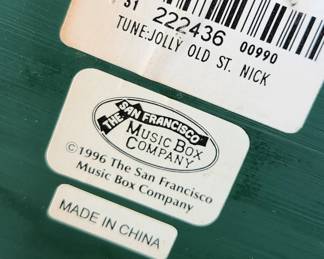 51 222436 00990
TUNE:JOLLY OLD ST. NICK
THE SAN FRANCISCO
MUSIC BOX
COMPANY
©1996 The San Francisco
Music Box Company
MADE IN CHINA